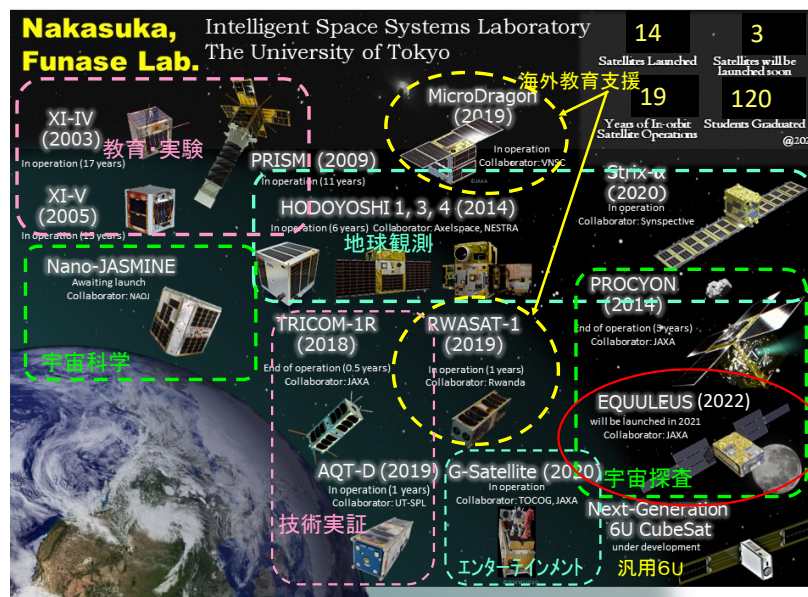 Nakasuka,
Funase Lab.
Intelligent Space Systems Laboratory
The University of Tokyo
14
Satellites Launched
3
Satellites will be
launched soon
19
Years of In-orbit
Satellite Operations
120
Students Graduated
海外教育支援
XI-IV
(2003)
In operation (17 years)
教育・実験
XI-V
(2005)
In operation (15 years)
PRISM (2009)
In operation (11 years)
MicroDragon
(2019)
In operation
Collaborator: VNSC
JAXA
HODOYOSHI 1, 3, 4 (2014)
In operation (6 years) Collaborator: Axelspace, NESTRA
地球観測
Strix-α
(2020)
In operation
Collaborator: Synspective
Nano-JASMINE
Awaiting launch
Collaborator: NAOJ
宇宙科学
TRICOM-1R
(2018)
End of operation (0.5 years)
Collaborator: JAXA
RWASAT-1
(2019)
In operation (1 years)
Collaborator: Rwanda
PROCYON
(2014)
End of operation (3 years)
Collaborator: JAXA
EQUULEUS (2022)
will be launched in 2021
Collaborator: JAXA
宇宙探査
AQT-D (2019)
In operation (1 years)
Collaborator: UT-SPL
技術実証
G-Satellite (2020)
In operation
Collaborator: TOCOG, JAXA
エンターテインメント
Next-Generation
6U CubeSat
under development
汎用6U